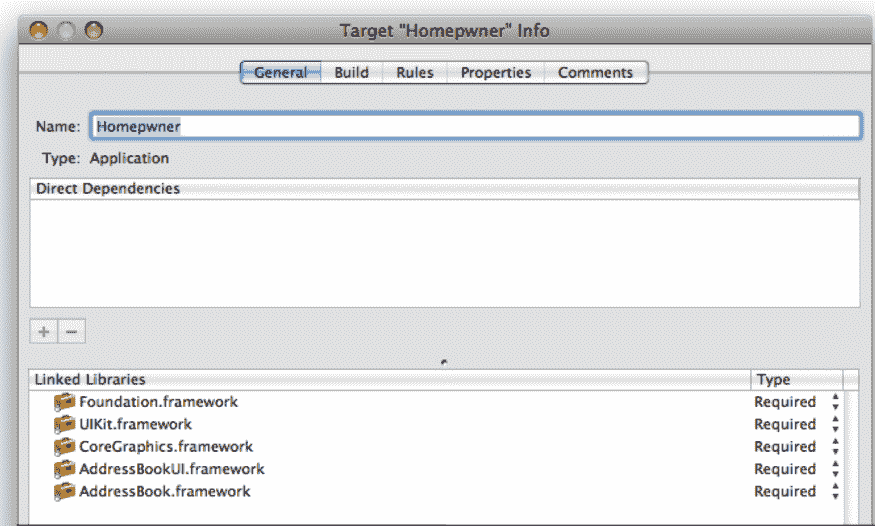 Target "Homepwner" Info
General Build Rules Properties Comments
Name: Homepwner
Type: Application
Direct Dependencies
+ −
Linked Libraries Type
Foundation.framework Required
UIKit.framework Required
CoreGraphics.framework Required
AddressBookUI.framework Required
AddressBook.framework Required